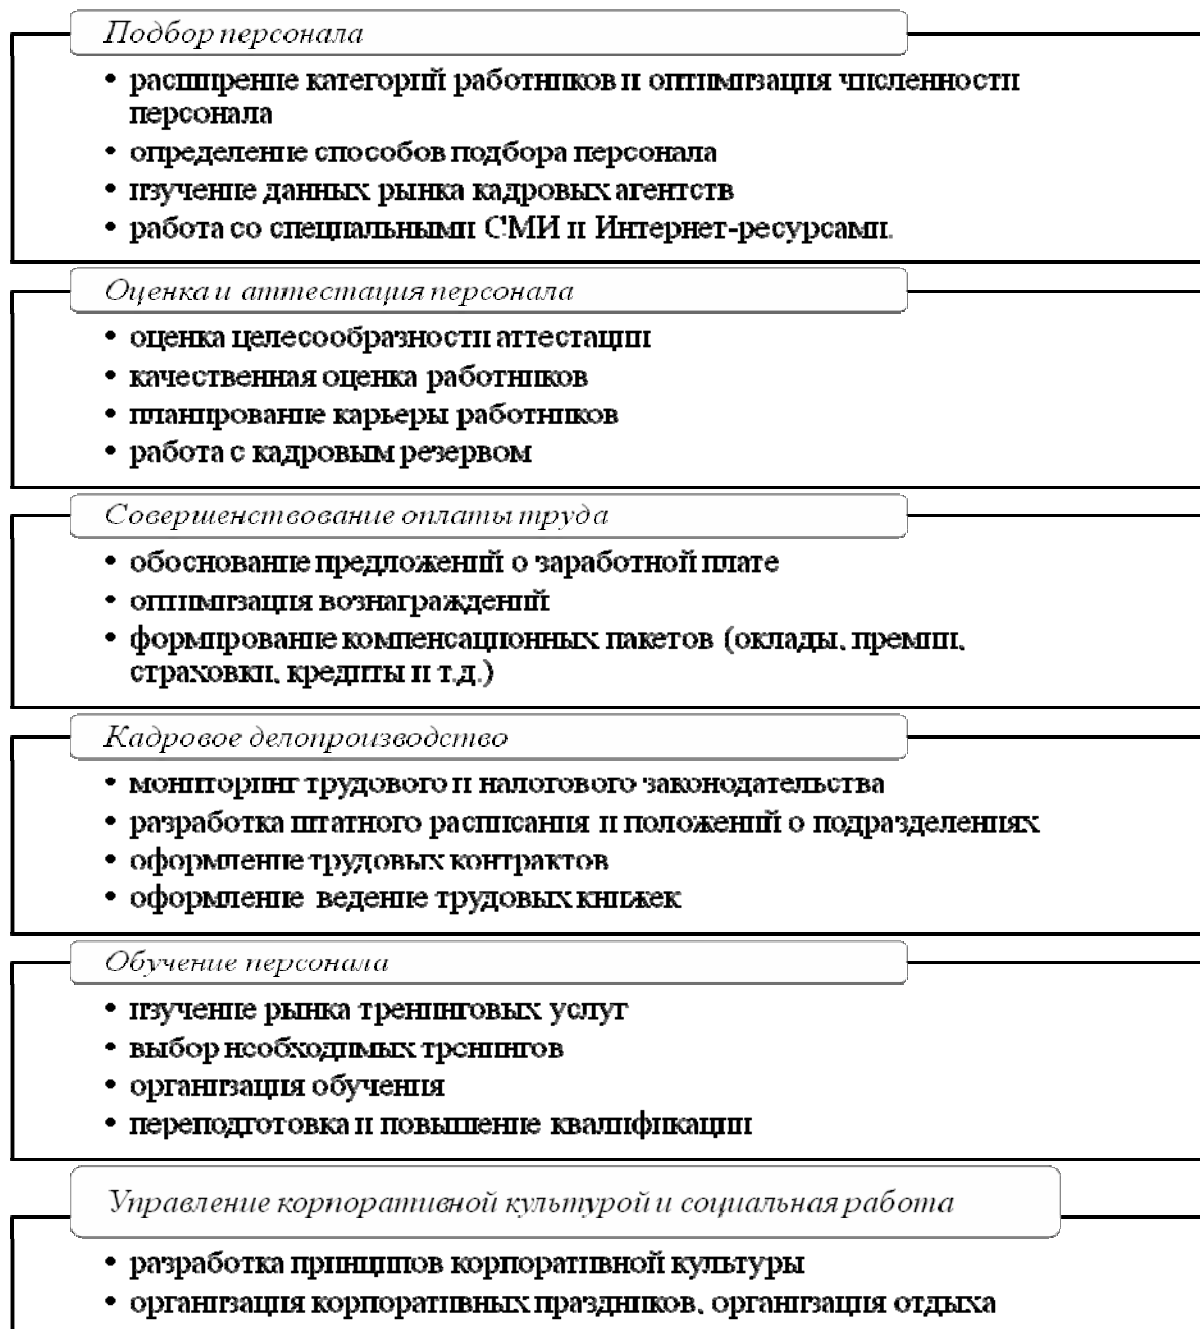 Подбор персонала
• расширение категорий работников и оптимизация численности
персонала
• определение способов подбора персонала
• изучение данных рынка кадровых агентств
• работа со специальными СМИ и Интернет-ресурсами.
Оценка и аттестация персонала
• оценка целесообразности аттестации
• качественная оценка работников
• планирование карьеры работников
• работа с кадровым резервом
Совершенствование оплаты труда
• обоснование предложений о заработной плате
• оптимизация вознаграждений
• формирование компенсационных пакетов (оклады, премии,
страховки, кредиты и т.д.)
Кадровое делопроизводство
• мониторинг трудового и налогового законодательства
• разработка штатного расписания и положений о подразделениях
• оформление трудовых контрактов
• оформление ведение трудовых книжек
Обучение персонала
• изучение рынка тренинговых услуг
• выбор необходимых тренингов
• организация обучения
• переподготовка и повышение квалификации
Управление корпоративной культурой и социальная работа
• разработка принципов корпоративной культуры
• организация корпоративных праздников, организация отдыха